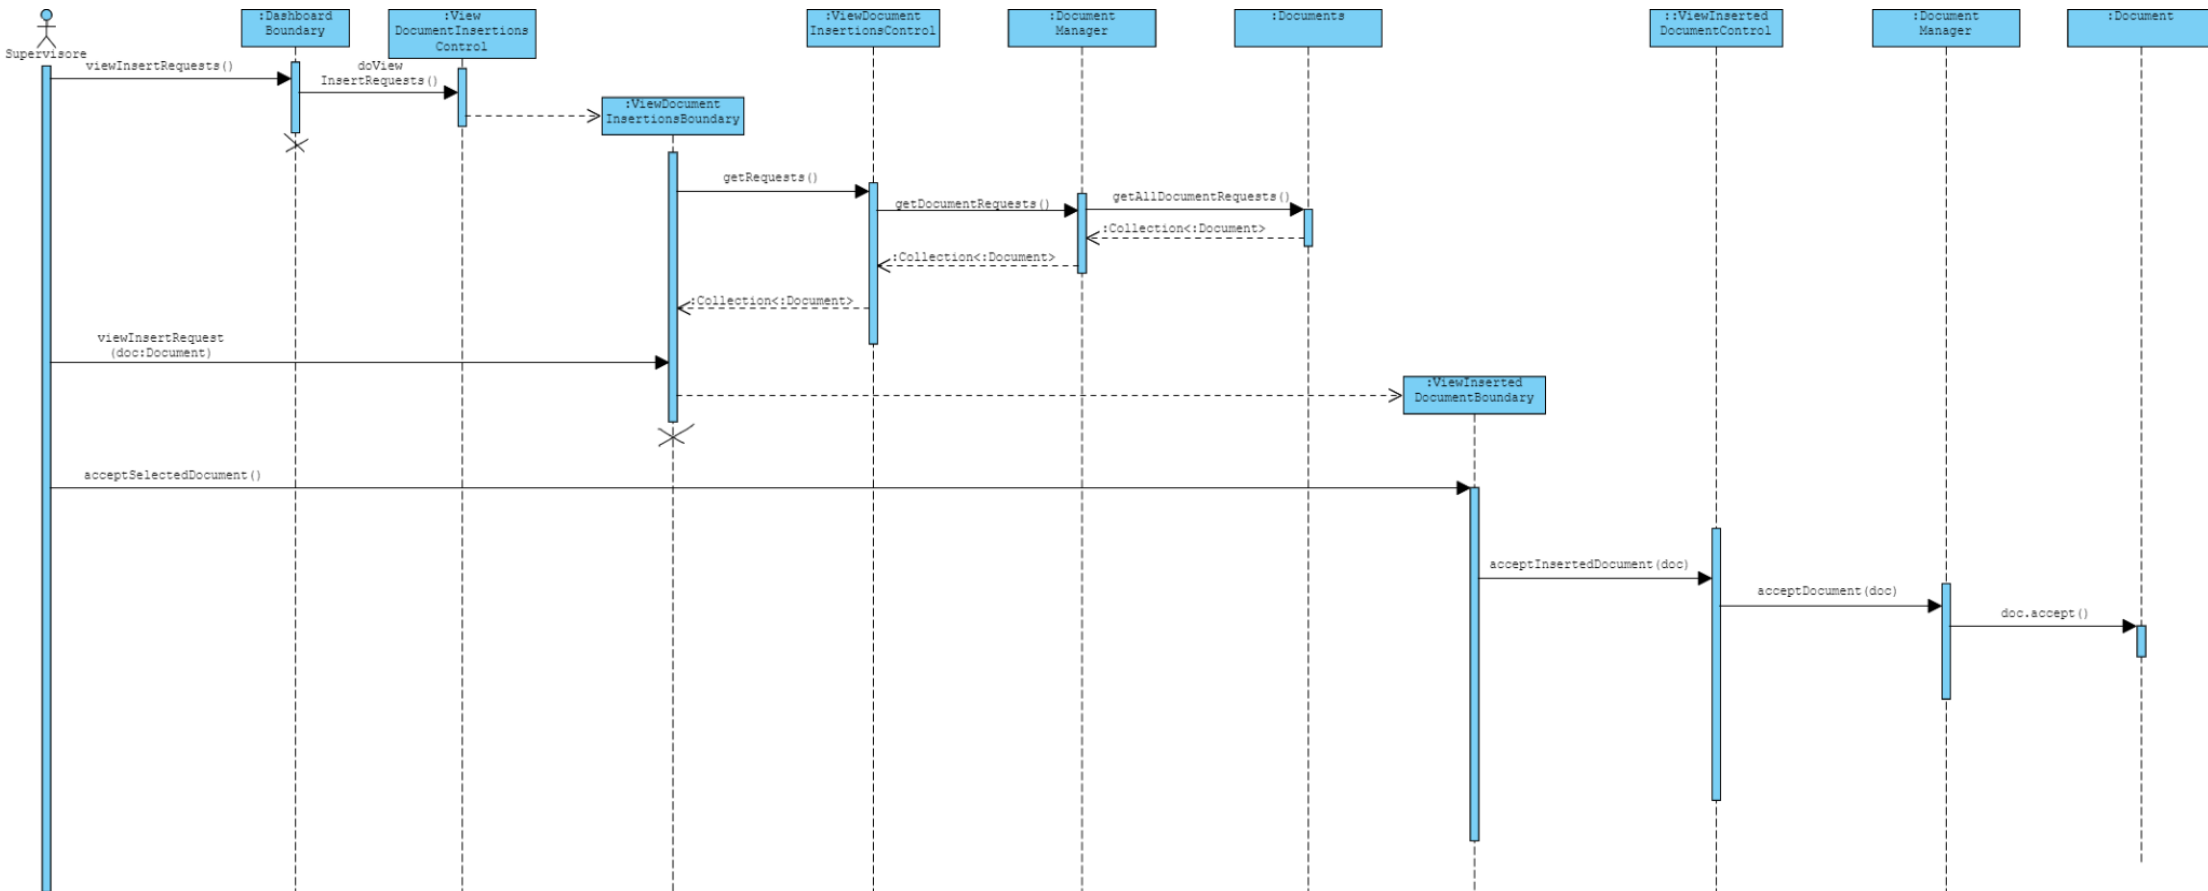 :Dashboard
Boundary
:View
DocumentInsertions
Control
:ViewDocument
InsertionsControl
:Document
Manager
:Documents
::ViewInserted
DocumentControl
:Document
Manager
:Document
Supervisore
viewInsertRequests()
doView
InsertRequests()
:ViewDocument
InsertionsBoundary
getRequests()
getDocumentRequests()
getAllDocumentRequests()
:Collection<:Document>
:Collection<:Document>
:Collection<:Document>
viewInsertRequest
(doc:Document)
:ViewInserted
DocumentBoundary
acceptSelectedDocument()
acceptInsertedDocument(doc)
acceptDocument(doc)
doc.accept()